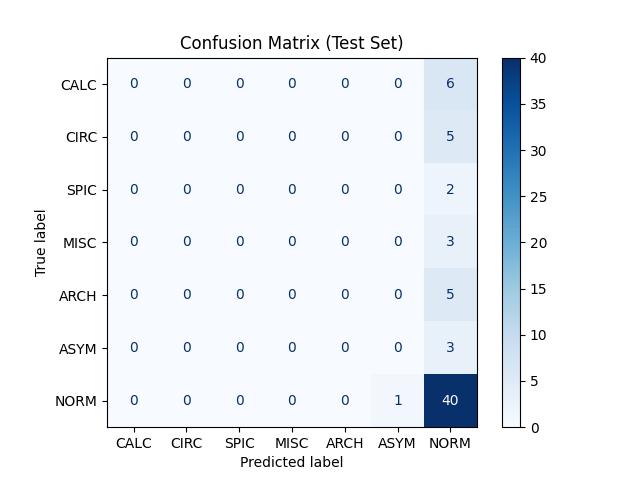 Confusion Matrix (Test Set)
CALC 0 0 0 0 0 0 6
CIRC 0 0 0 0 0 0 5
SPIC 0 0 0 0 0 0 2
MISC 0 0 0 0 0 0 3
ARCH 0 0 0 0 0 0 5
ASYM 0 0 0 0 0 0 3
NORM 0 0 0 0 0 1 40
CALC CIRC SPIC MISC ARCH ASYM NORM
Predicted label
True label
40
35
30
25
20
15
10
5
0